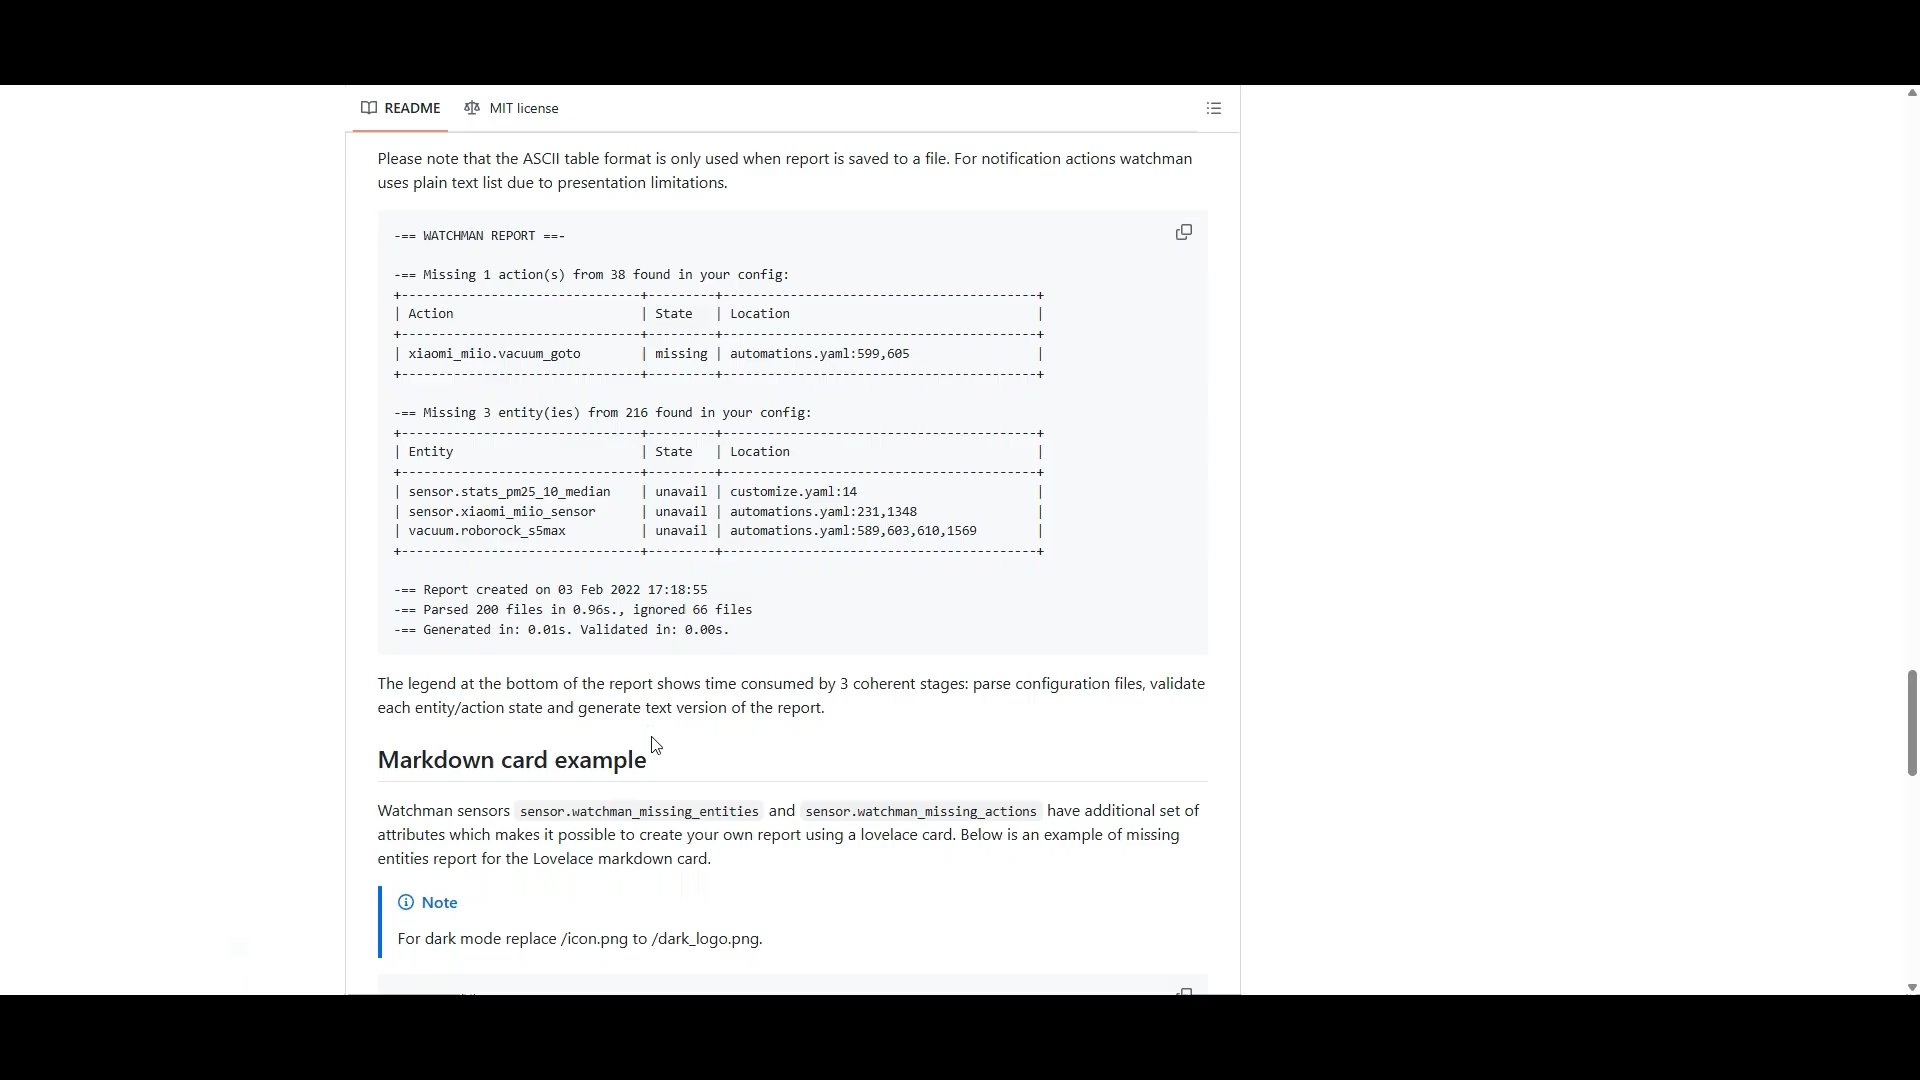 README MIT license
Please note that the ASCII table format is only used when report is saved to a file. For notification actions watchman
uses plain text list due to presentation limitations.
-== WATCHMAN REPORT ==-
-== Missing 1 action(s) from 38 found in your config:
+--------------------------------+---------+------------------------------------------+
| Action | State | Location |
+--------------------------------+---------+------------------------------------------+
| xiaomi_miio.vacuum_goto | missing | automations.yaml:599,605 |
+--------------------------------+---------+------------------------------------------+
-== Missing 3 entity(ies) from 216 found in your config:
+--------------------------------+---------+------------------------------------------+
| Entity | State | Location |
+--------------------------------+---------+------------------------------------------+
| sensor.stats_pm25_10_median | unavail | customize.yaml:14 |
| sensor.xiaomi_miio_sensor | unavail | automations.yaml:231,1348 |
| vacuum.roborock_s5max | unavail | automations.yaml:589,603,610,1569 |
+--------------------------------+---------+------------------------------------------+
-== Report created on 03 Feb 2022 17:18:55
-== Parsed 200 files in 0.96s., ignored 66 files
-== Generated in: 0.01s. Validated in: 0.00s.
The legend at the bottom of the report shows time consumed by 3 coherent stages: parse configuration files, validate
each entity/action state and generate text version of the report.
Markdown card example
Watchman sensors sensor.watchman_missing_entities and sensor.watchman_missing_actions have additional set of
attributes which makes it possible to create your own report using a lovelace card. Below is an example of missing
entities report for the Lovelace markdown card.
Note
For dark mode replace /icon.png to /dark_logo.png.